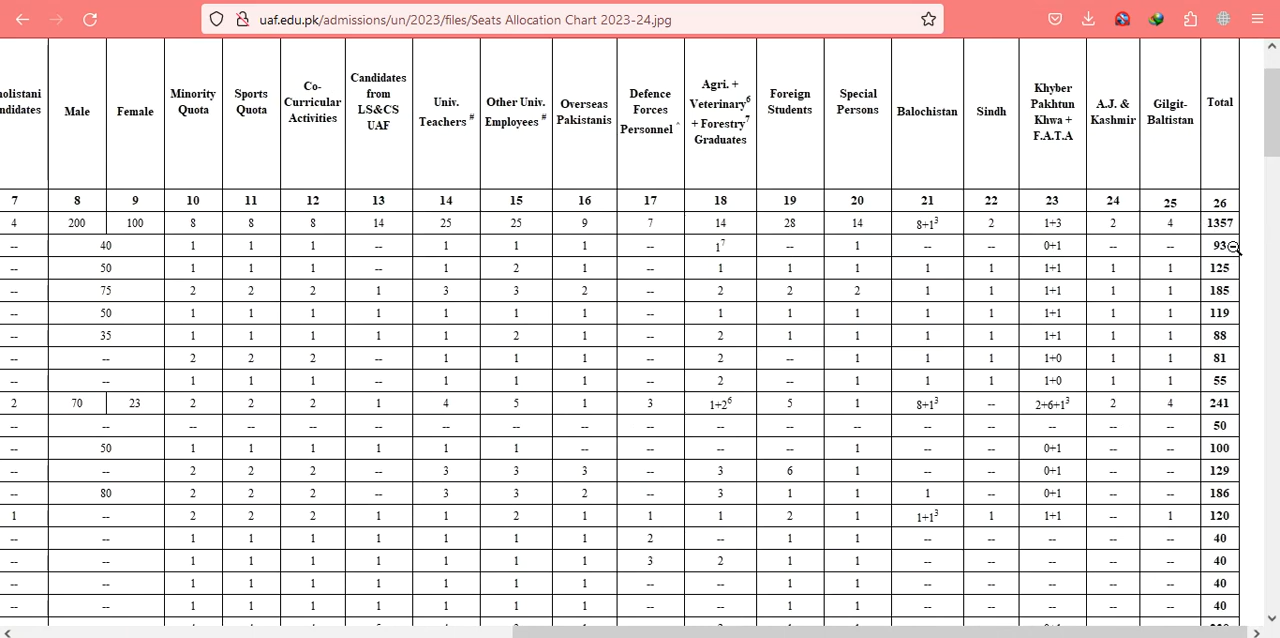 uaf.edu.pk/admissions/un/2023/files/Seats Allocation Chart 2023-24.jpg
olistani ndidates Male Female Minority Quota Sports Quota Co-Curricular Activities Candidates from LS&CS UAF Univ. Teachers # Other Univ. Employees # Overseas Pakistanis Defence Forces Personnel ^ Agri. + Veterinary6 + Forestry7 Graduates Foreign Students Special Persons Balochistan Sindh Khyber Pakhtun Khwa + F.A.T.A A.J. & Kashmir Gilgit-Baltistan Total
7 8 9 10 11 12 13 14 15 16 17 18 19 20 21 22 23 24 25 26
4 200 100 8 8 8 14 25 25 9 7 14 28 14 8+1³ 2 1+3 2 4 1357
-- 40 1 1 1 -- 1 1 1 -- 1⁷ -- 1 -- -- 0+1 -- -- 93
-- 50 1 1 1 -- 1 2 1 -- 1 1 1 1 1 1+1 1 1 125
-- 75 2 2 2 1 3 3 2 -- 2 2 2 1 1 1+1 1 1 185
-- 50 1 1 1 1 1 1 1 -- 1 1 1 1 1 1+1 1 1 119
-- 35 1 1 1 1 1 2 1 -- 2 1 1 1 1 1+1 1 1 88
-- -- 2 2 2 -- 1 1 1 -- 2 -- 1 1 1 1+0 1 1 81
-- -- 1 1 1 -- 1 1 1 -- 2 -- 1 1 1 1+0 1 1 55
2 70 23 2 2 2 1 4 5 1 3 1+2⁶ 5 1 8+1³ -- 2+6+1³ 2 4 241
-- -- -- -- -- -- -- -- -- -- -- -- -- -- -- -- -- -- 50
-- 50 1 1 1 1 1 1 -- -- -- -- 1 -- -- 0+1 -- -- 100
-- -- 2 2 2 -- 3 3 3 -- 3 6 1 -- -- 0+1 -- -- 129
-- 80 2 2 2 -- 3 3 2 -- 3 1 1 1 -- 0+1 -- -- 186
1 -- 2 2 2 1 1 2 1 1 1 2 1 1+1³ 1 1+1 -- 1 120
-- -- 1 1 1 1 1 1 1 2 -- 1 1 -- -- -- -- -- 40
-- -- 1 1 1 1 1 1 1 3 2 1 1 -- -- -- -- -- 40
-- -- 1 1 1 1 1 1 1 -- -- 1 1 -- -- -- -- -- 40
-- -- 1 1 1 1 1 1 1 -- -- 1 1 -- -- -- -- -- 40